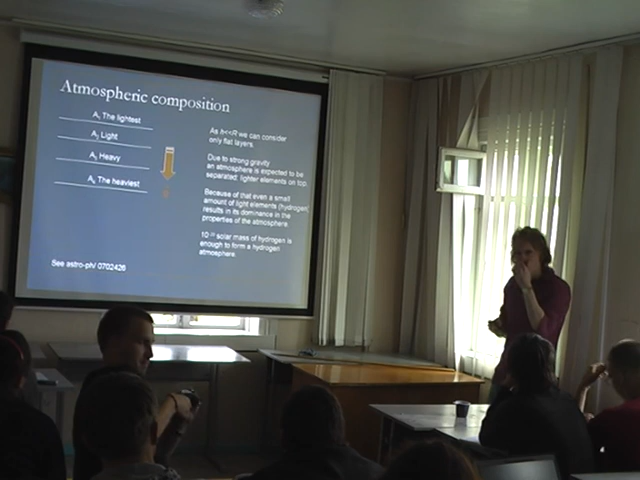 Atmospheric composition
A₁ The lightest
A₂ Light
A₃ Heavy
A₄ The heaviest
As h<<R we can consider
only flat layers.
Due to strong gravity
an atmosphere is expected to be
separated: lighter elements on top.
Because of that even a small
amount of light elements (hydrogen)
results in its dominance in the
properties of the atmosphere.
solar mass of hydrogen is
enough to form a hydrogen
atmosphere.
See astro-ph/ 0702426